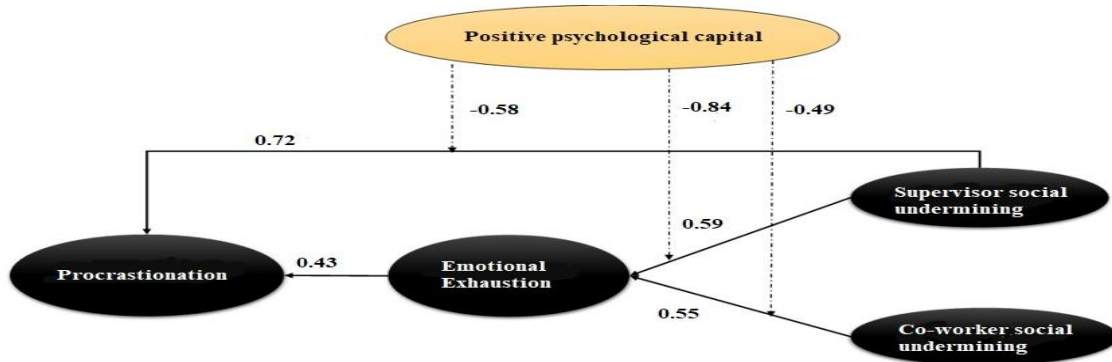 Positive psychological capital
-0.58
-0.84
-0.49
0.72
Supervisor social
undermining
0.59
Procrastionation
0.43
Emotional
Exhaustion
0.55
Co-worker social
undermining